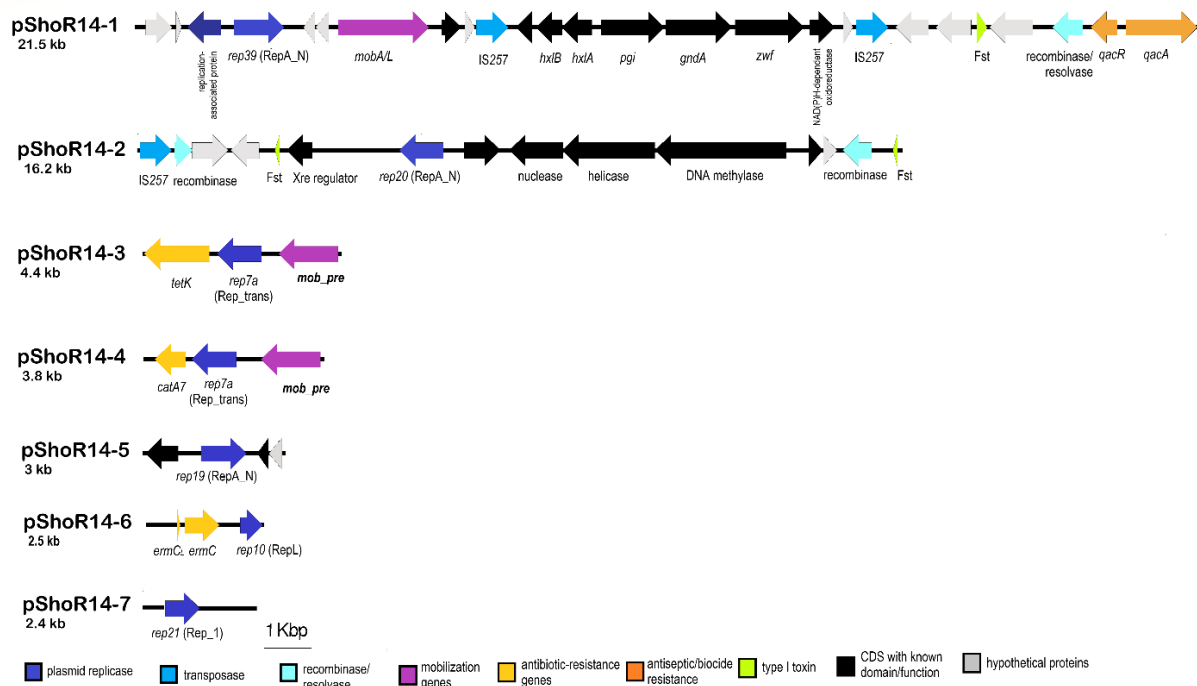 pShoR14-1
21.5 kb
replication-
associated protein
rep39 (RepA_N)
mobA/L
IS257
hxlB
hxlA
pgi
gndA
zwf
NAD(P)H-dependant
oxidoreductase
IS257
Fst
recombinase/
resolvase
qacR
qacA
pShoR14-2
16.2 kb
IS257 recombinase
Fst
Xre regulator
rep20 (RepA_N)
nuclease
helicase
DNA methylase
recombinase
Fst
pShoR14-3
4.4 kb
tetK
rep7a
(Rep_trans)
mob_pre
pShoR14-4
3.8 kb
catA7
rep7a
(Rep_trans)
mob_pre
pShoR14-5
3 kb
rep19 (RepA_N)
pShoR14-6
2.5 kb
ermC
rep10 (RepL)
pShoR14-7
2.4 kb
rep21 (Rep_1)
1 Kbp
plasmid replicase
transposase
recombinase/
resolvase
mobilization
genes
antibiotic-resistance
genes
antiseptic/biocide
resistance
type I toxin
CDS with known
domain/function
hypothetical proteins